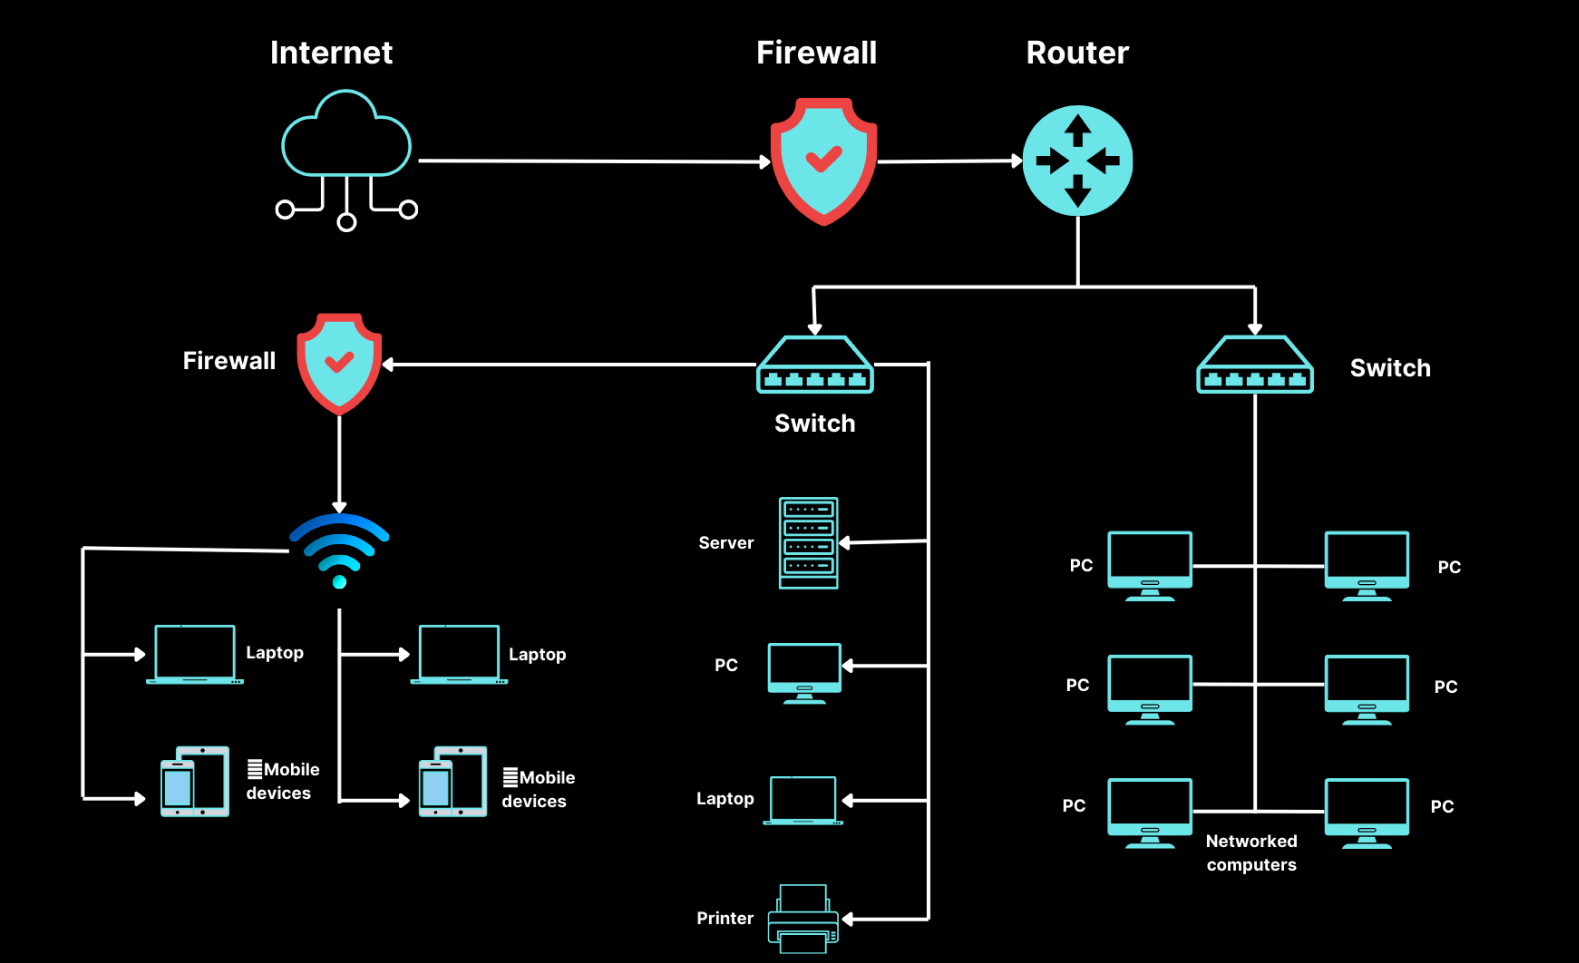 Internet
Firewall
Router
Firewall
Switch
Switch
Server
PC
PC
PC
Laptop
Laptop
PC
PC
PC
Mobile
devices
Mobile
devices
Laptop
PC
PC
Networked
computers
Printer